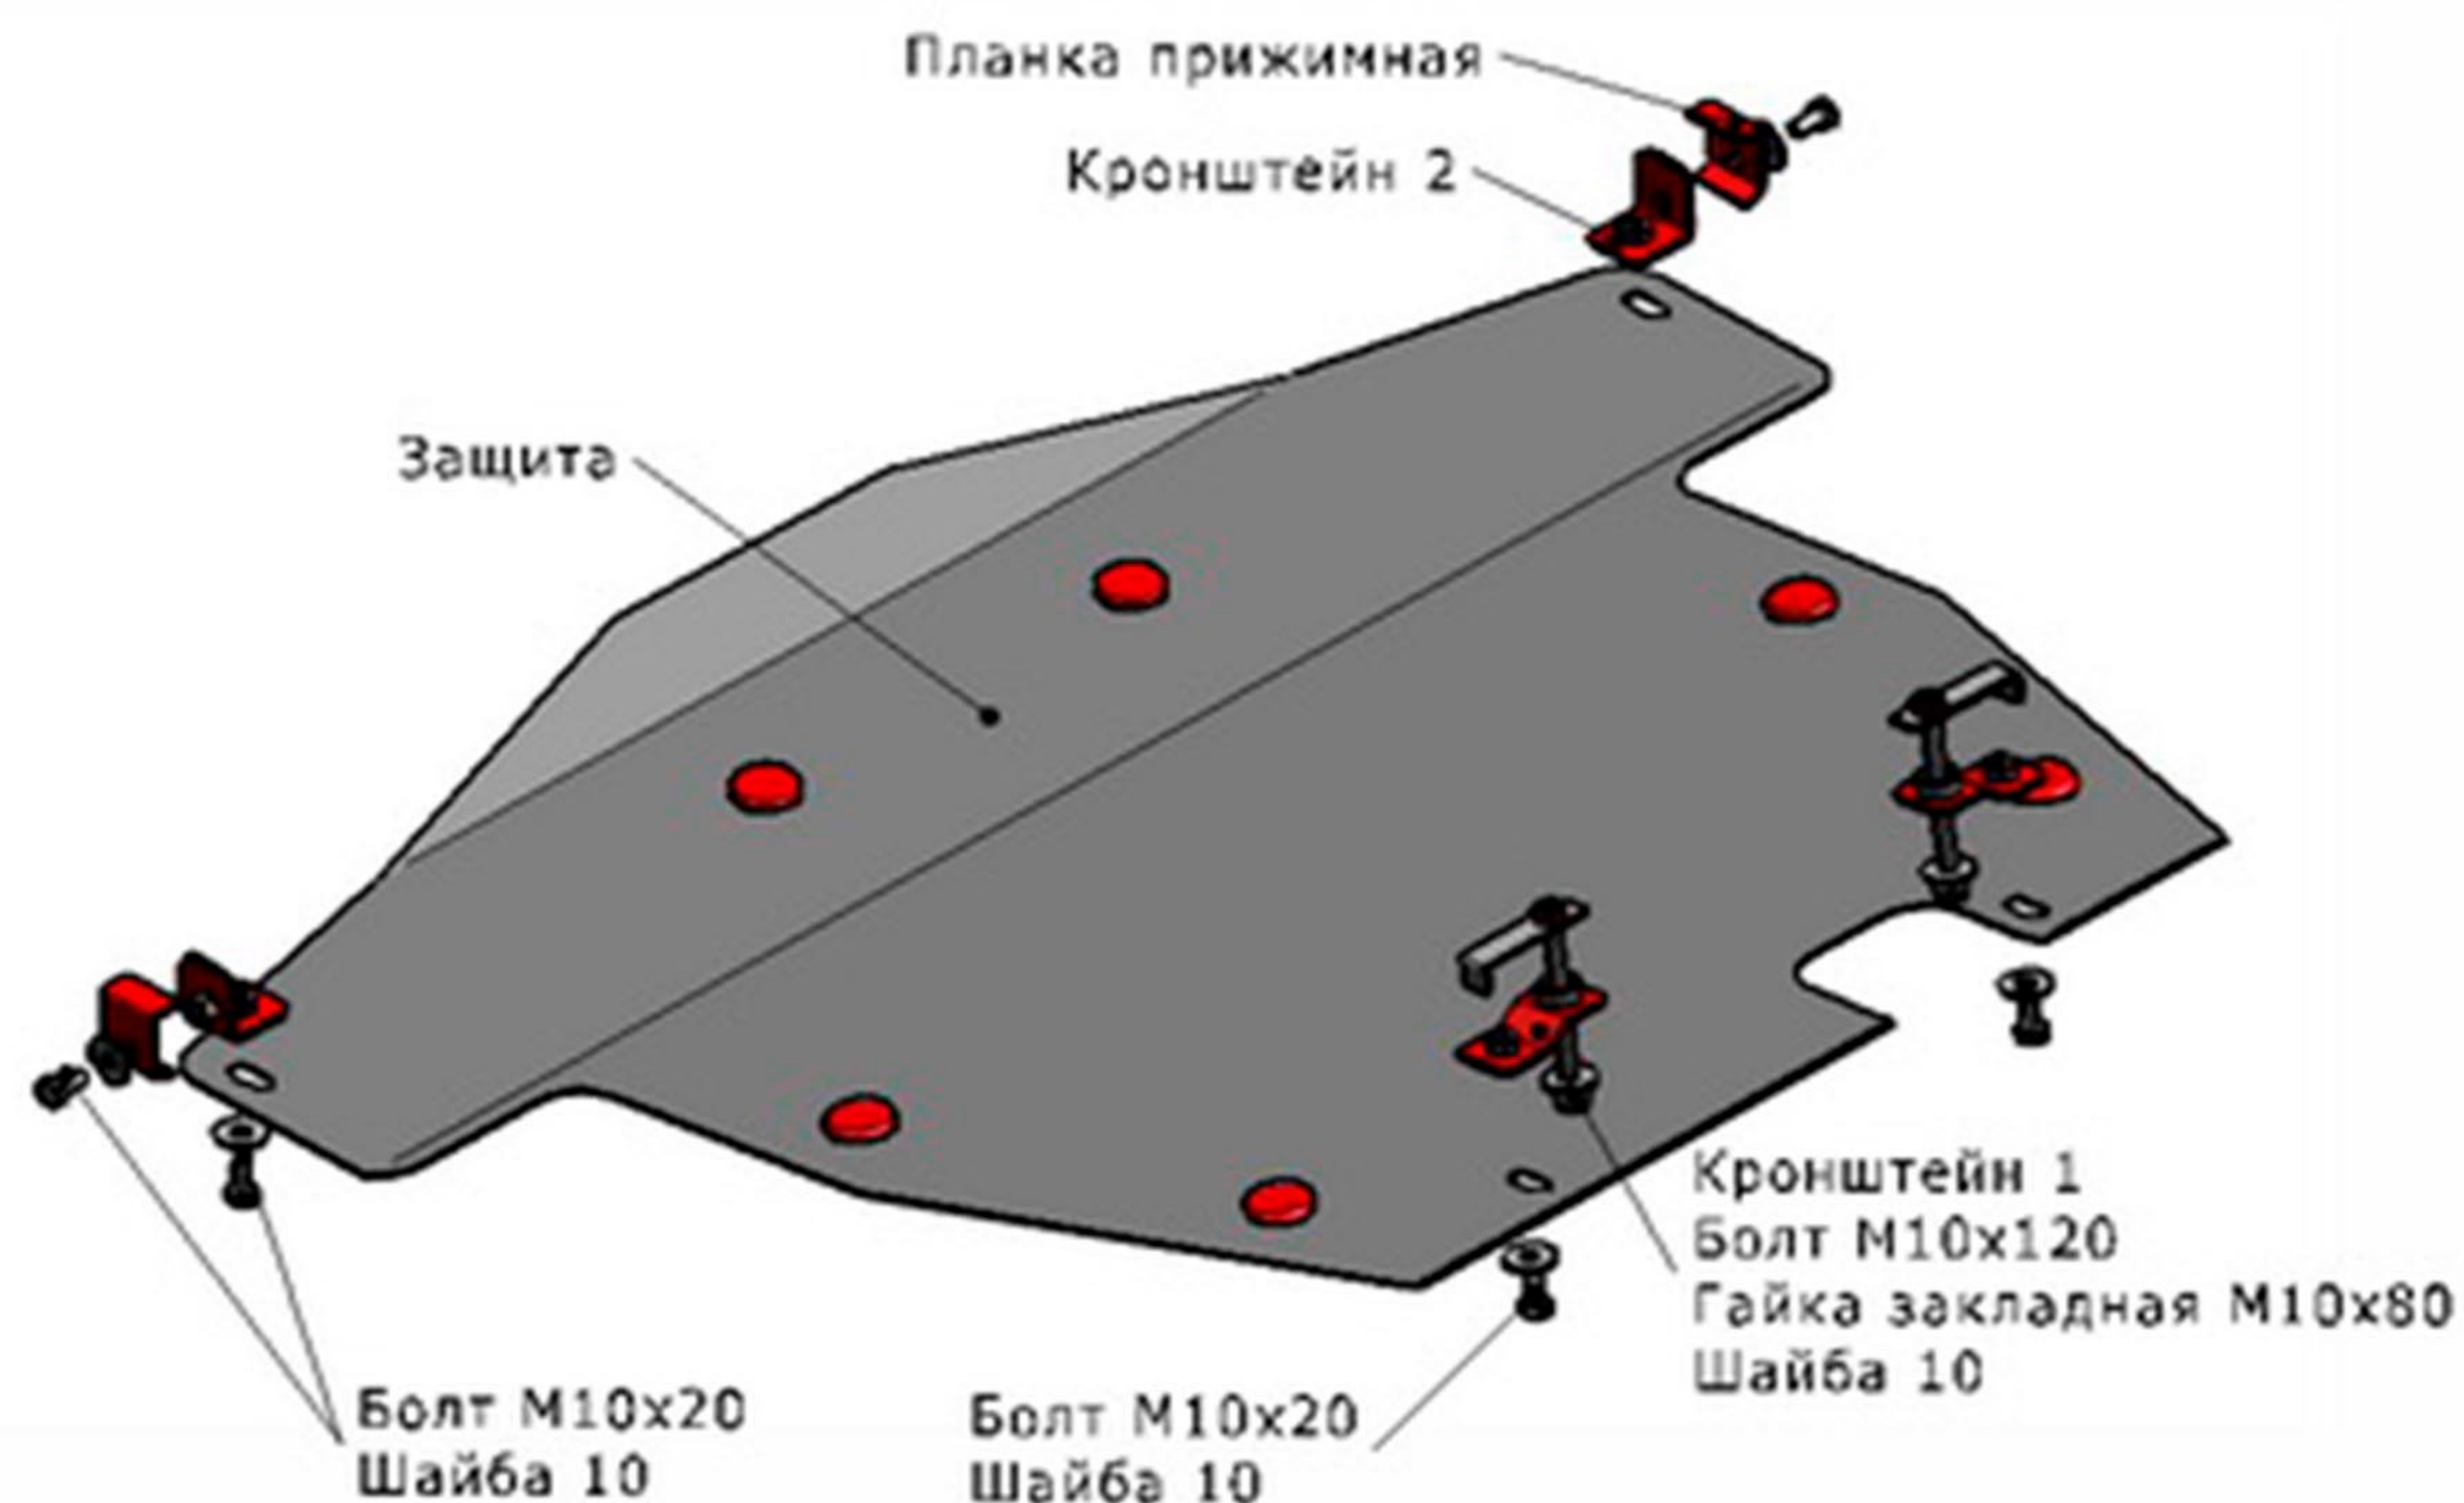 Планка прижимная
Кронштейн 2
Защита
Кронштейн 1
Болт М10х120
Гайка закладная М10х80
Шайба 10
Болт М10х20
Шайба 10
Болт М10х20
Шайба 10